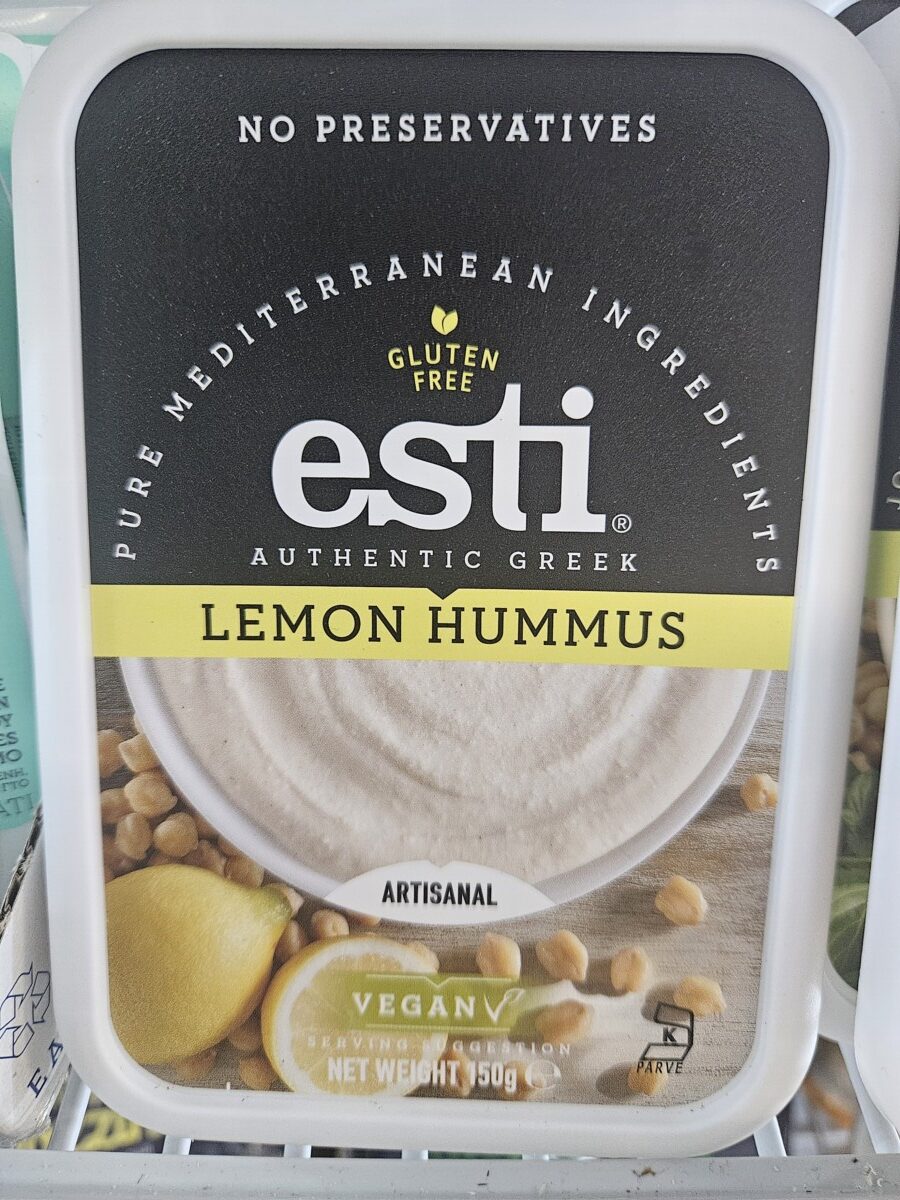 NO PRESERVATIVES
PURE MEDITERRANEAN INGREDIENTS
GLUTEN
FREE
esti®
AUTHENTIC GREEK
LEMON HUMMUS
ARTISANAL
VEGAN
SERVING SUGGESTION
NET WEIGHT 150g e
K
PARVE